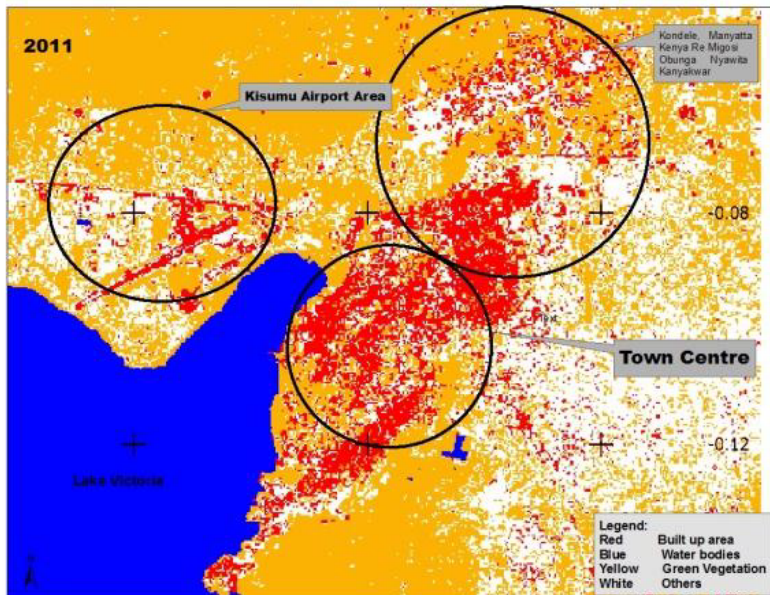 2011
Kondele, Manyatta
Kenya Re Migosi
Obunga Nyawita
Kanyakwar
Kisumu Airport Area
-0.08
Town Centre
-0.12
Lake Victoria
Legend:
Red Built up area
Blue Water bodies
Yellow Green Vegetation
White Others